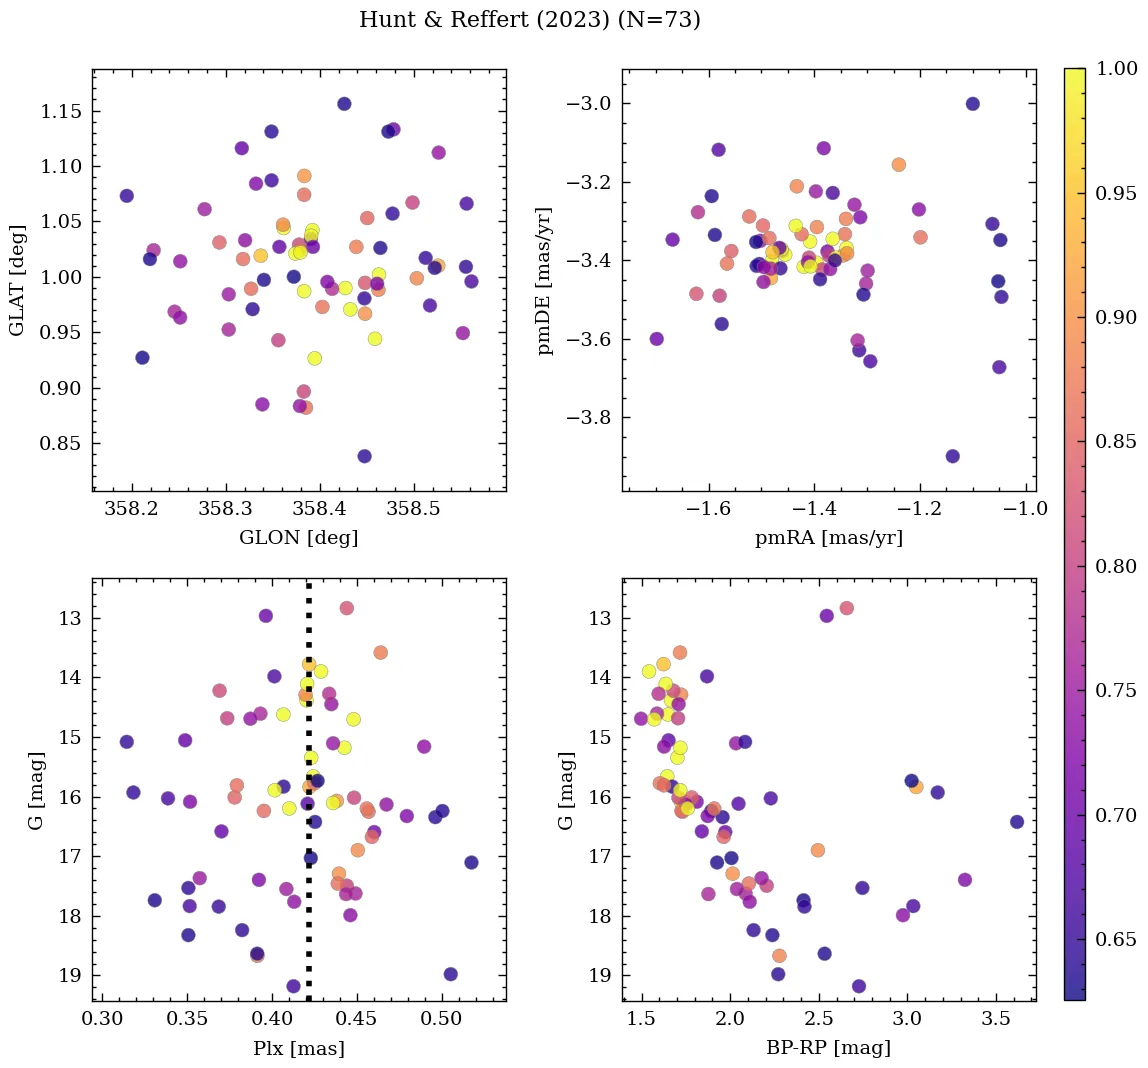 Hunt & Reffert (2023) (N=73)
1.15
1.10
1.05
1.00
0.95
0.90
0.85
GLAT [deg]
358.2 358.3 358.4 358.5
GLON [deg]
−3.0
−3.2
−3.4
−3.6
−3.8
pmDE [mas/yr]
−1.6 −1.4 −1.2 −1.0
pmRA [mas/yr]
13
14
15
16
17
18
19
G [mag]
0.30 0.35 0.40 0.45 0.50
Plx [mas]
13
14
15
16
17
18
19
G [mag]
1.5 2.0 2.5 3.0 3.5
BP-RP [mag]
1.00
0.95
0.90
0.85
0.80
0.75
0.70
0.65